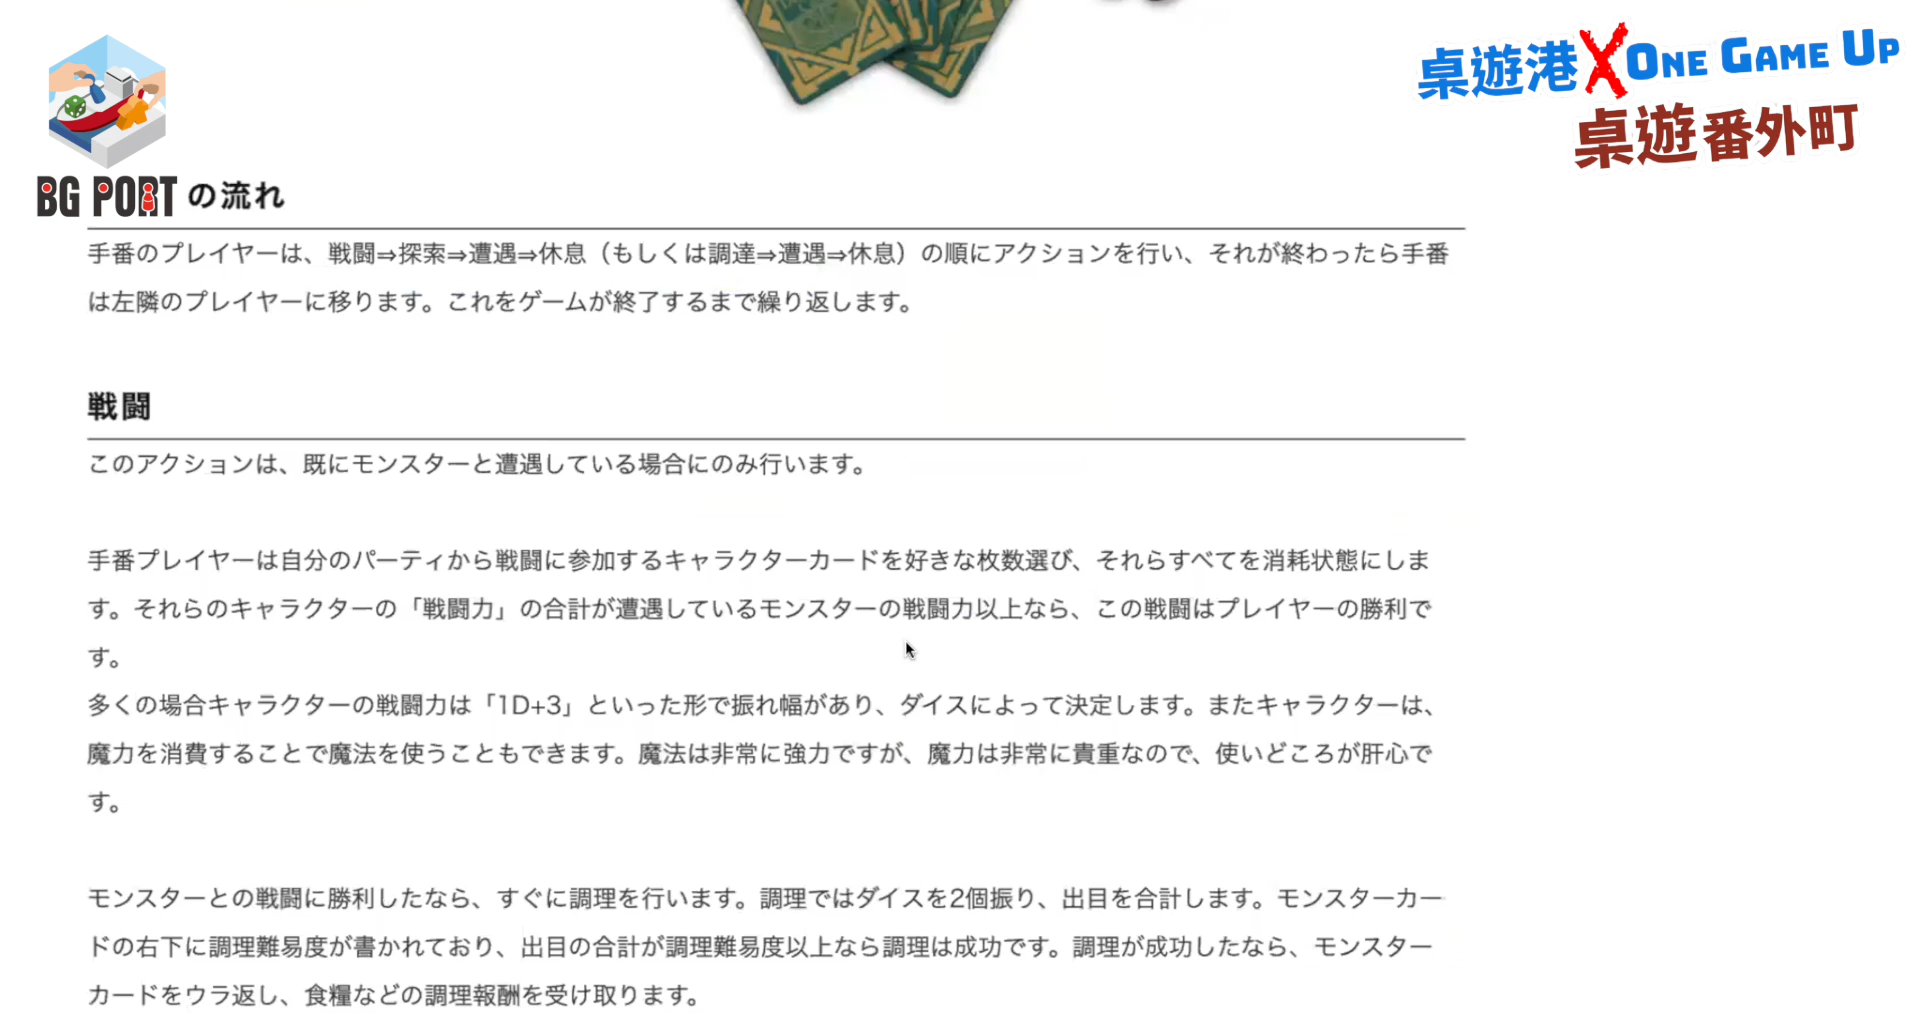 桌遊港 X ONE GAME UP
桌遊番外町
BG PORT
の流れ
手番のプレイヤーは、戦闘⇒探索⇒遭遇⇒休息（もしくは調達⇒遭遇⇒休息）の順にアクションを行い、それが終わったら手番
は左隣のプレイヤーに移ります。これをゲームが終了するまで繰り返します。
戦闘
このアクションは、既にモンスターと遭遇している場合にのみ行います。
手番プレイヤーは自分のパーティから戦闘に参加するキャラクターカードを好きな枚数選び、それらすべてを消耗状態にしま
す。それらのキャラクターの「戦闘力」の合計が遭遇しているモンスターの戦闘力以上なら、この戦闘はプレイヤーの勝利で
す。
多くの場合キャラクターの戦闘力は「1D+3」といった形で振れ幅があり、ダイスによって決定します。またキャラクターは、
魔力を消費することで魔法を使うこともできます。魔法は非常に強力ですが、魔力は非常に貴重なので、使いどころが肝心で
す。
モンスターとの戦闘に勝利したなら、すぐに調理を行います。調理ではダイスを2個振り、出目を合計します。モンスターカー
ドの右下に調理難易度が書かれており、出目の合計が調理難易度以上なら調理は成功です。調理が成功したなら、モンスター
カードをウラ返し、食糧などの調理報酬を受け取ります。